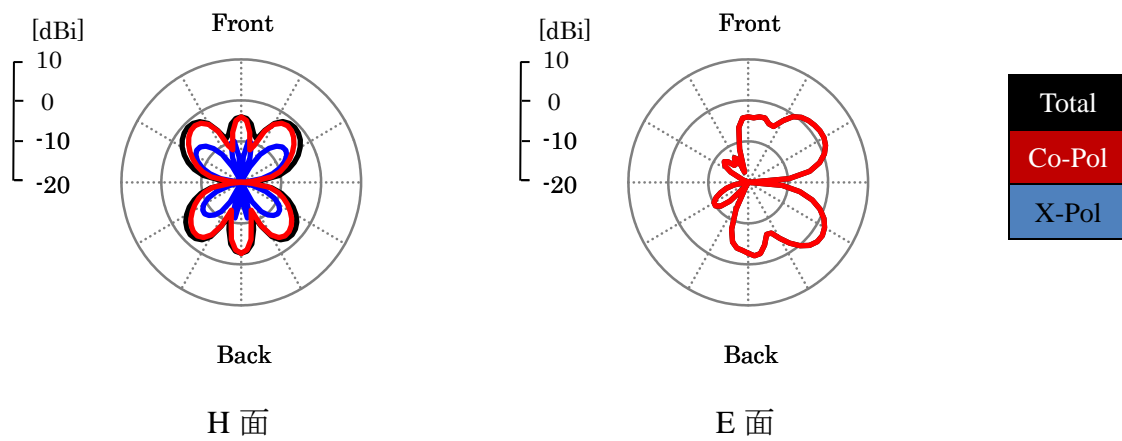 [dBi]
10
0
-10
-20
Front
Back
H 面
[dBi]
10
0
-10
-20
Front
Back
E 面
Total
Co-Pol
X-Pol